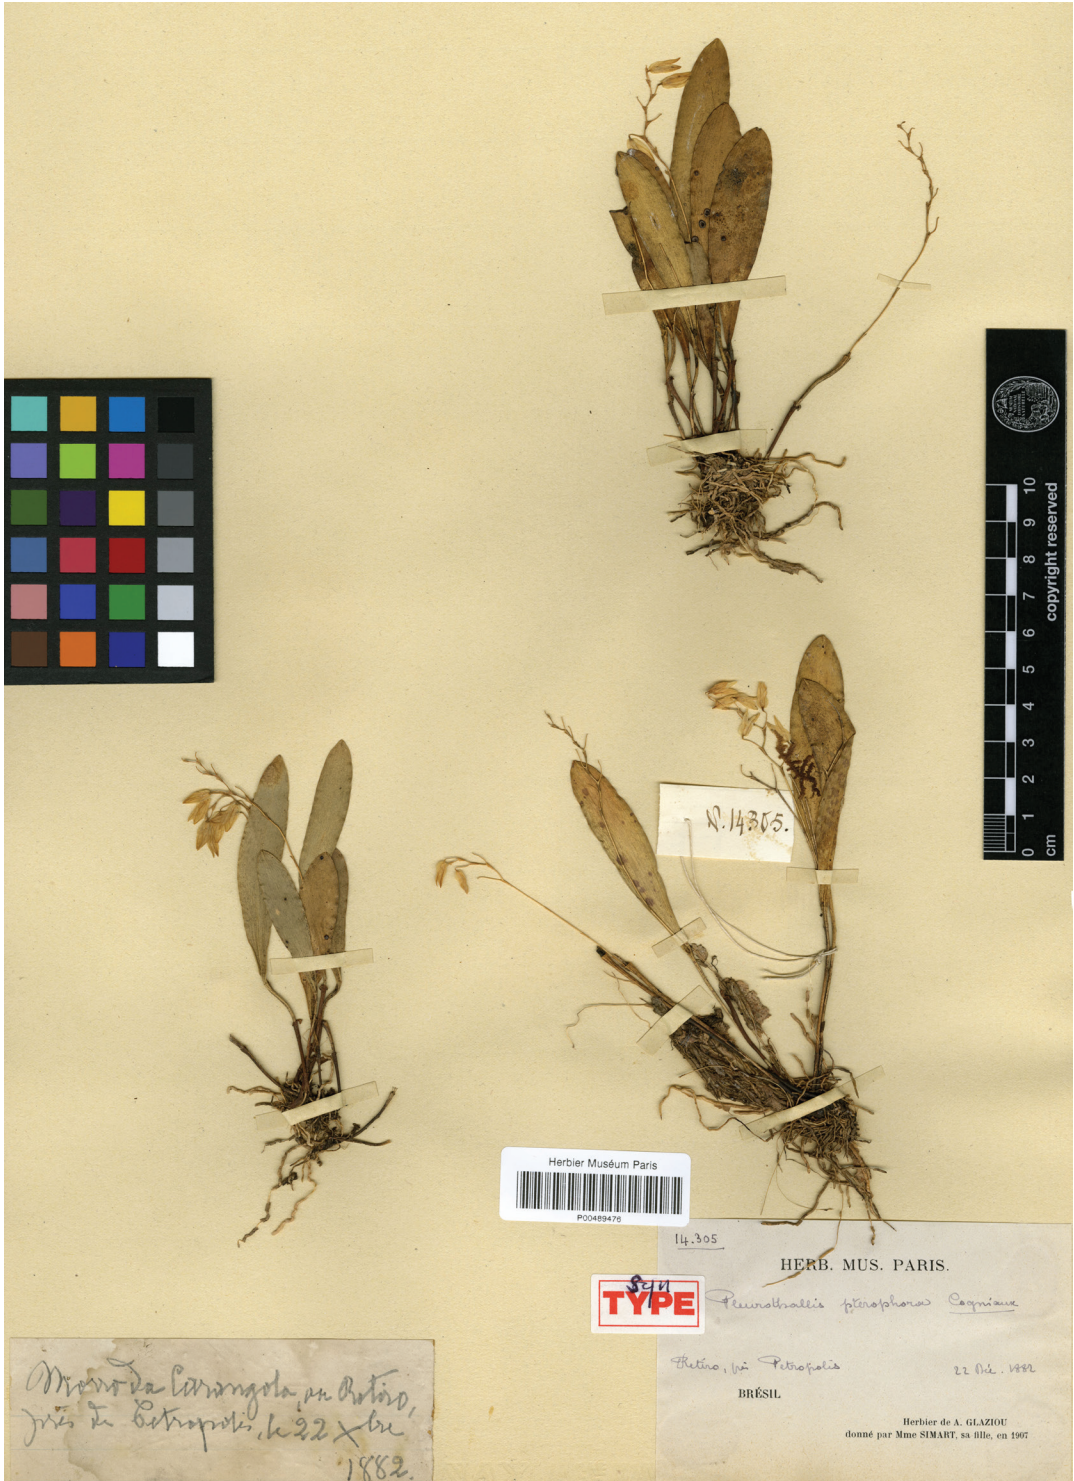 10
9
8
7
6
5
4
3
2
1
0
cm
copyright reserved
N. 14305.
Herbier Muséum Paris
P00489476
14.305
HERB. MUS. PARIS.
Syn
TYPE
Pleurothallis pterophora Cogniaux
Retiro, près Petropolis
22 Déc. 1882
BRÉSIL
Herbier de A. GLAZIOU
donné par Mme SIMART, sa fille, en 1907
Morro da Carangola, au Retiro,
près de Petropolis, le 22 Xbre
1882.